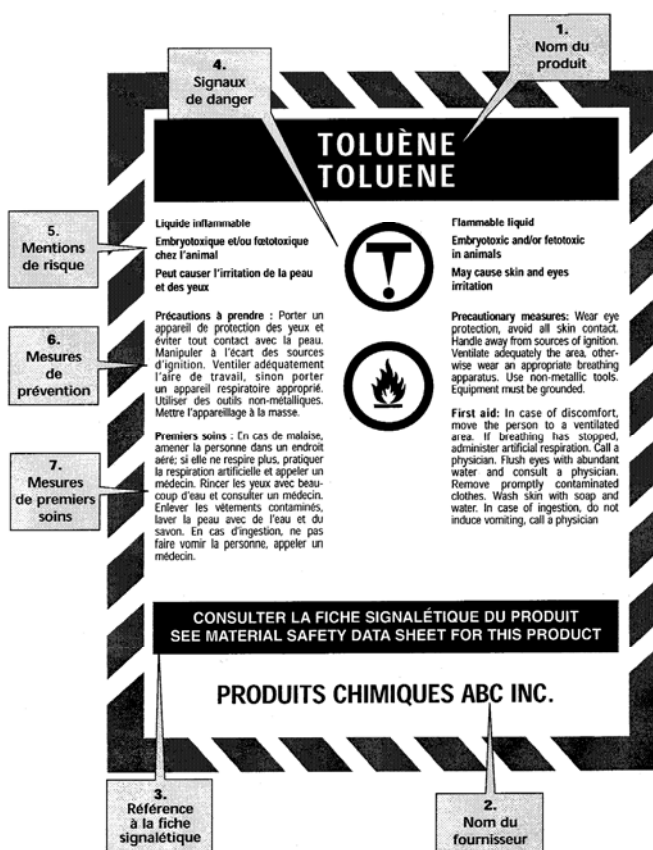 1.
Nom du
produit
4.
Signaux
de danger
TOLUÈNE
TOLUENE
5.
Mentions
de risque
Liquide inflammable
Embryotoxique et/ou fœtotoxique
chez l'animal
Peut causer l'irritation de la peau
et des yeux
Flammable liquid
Embryotoxic and/or fetotoxic
in animals
May cause skin and eyes
irritation
6.
Mesures
de
prévention
Précautions à prendre : Porter un
appareil de protection des yeux et
éviter tout contact avec la peau.
Manipuler à l'écart des sources
d'ignition. Ventiler adéquatement
l'aire de travail, sinon porter
un appareil respiratoire approprié.
Utiliser des outils non-métalliques.
Mettre l'appareillage à la masse.
Precautionary measures: Wear eye
protection, avoid all skin contact.
Handle away from sources of ignition.
Ventilate adequately the area, other-
wise wear an appropriate breathing
apparatus. Use non-metallic tools.
Equipment must be grounded.
7.
Mesures
de premiers
soins
Premiers soins : En cas de malaise,
amener la personne dans un endroit
aéré; si elle ne respire plus, pratiquer
la respiration artificielle et appeler un
médecin. Rincer les yeux avec beau-
coup d'eau et consulter un médecin.
Enlever les vêtements contaminés,
laver la peau avec de l'eau et du
savon. En cas d'ingestion, ne pas
faire vomir la personne, appeler un
médecin.
First aid: In case of discomfort,
move the person to a ventilated
area. If breathing has stopped,
administer artificial respiration. Call a
physician. Flush eyes with abundant
water and consult a physician.
Remove promptly contaminated
clothes. Wash skin with soap and
water. In case of ingestion, do not
induce vomiting, call a physician
CONSULTER LA FICHE SIGNALÉTIQUE DU PRODUIT
SEE MATERIAL SAFETY DATA SHEET FOR THIS PRODUCT
PRODUITS CHIMIQUES ABC INC.
3.
Référence
à la fiche
signalétique
2.
Nom du
fournisseur